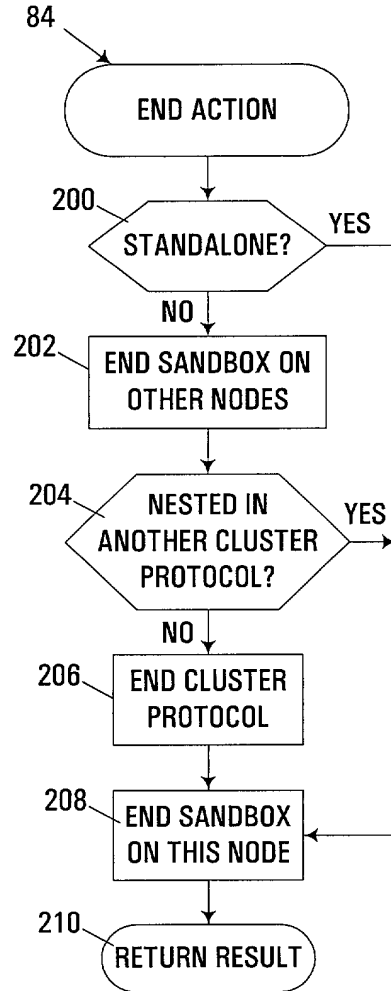 84
END ACTION
200
STANDALONE?
YES
NO
202
END SANDBOX ON
OTHER NODES
204
NESTED IN
ANOTHER CLUSTER
PROTOCOL?
YES
NO
206
END CLUSTER
PROTOCOL
208
END SANDBOX
ON THIS NODE
210
RETURN RESULT